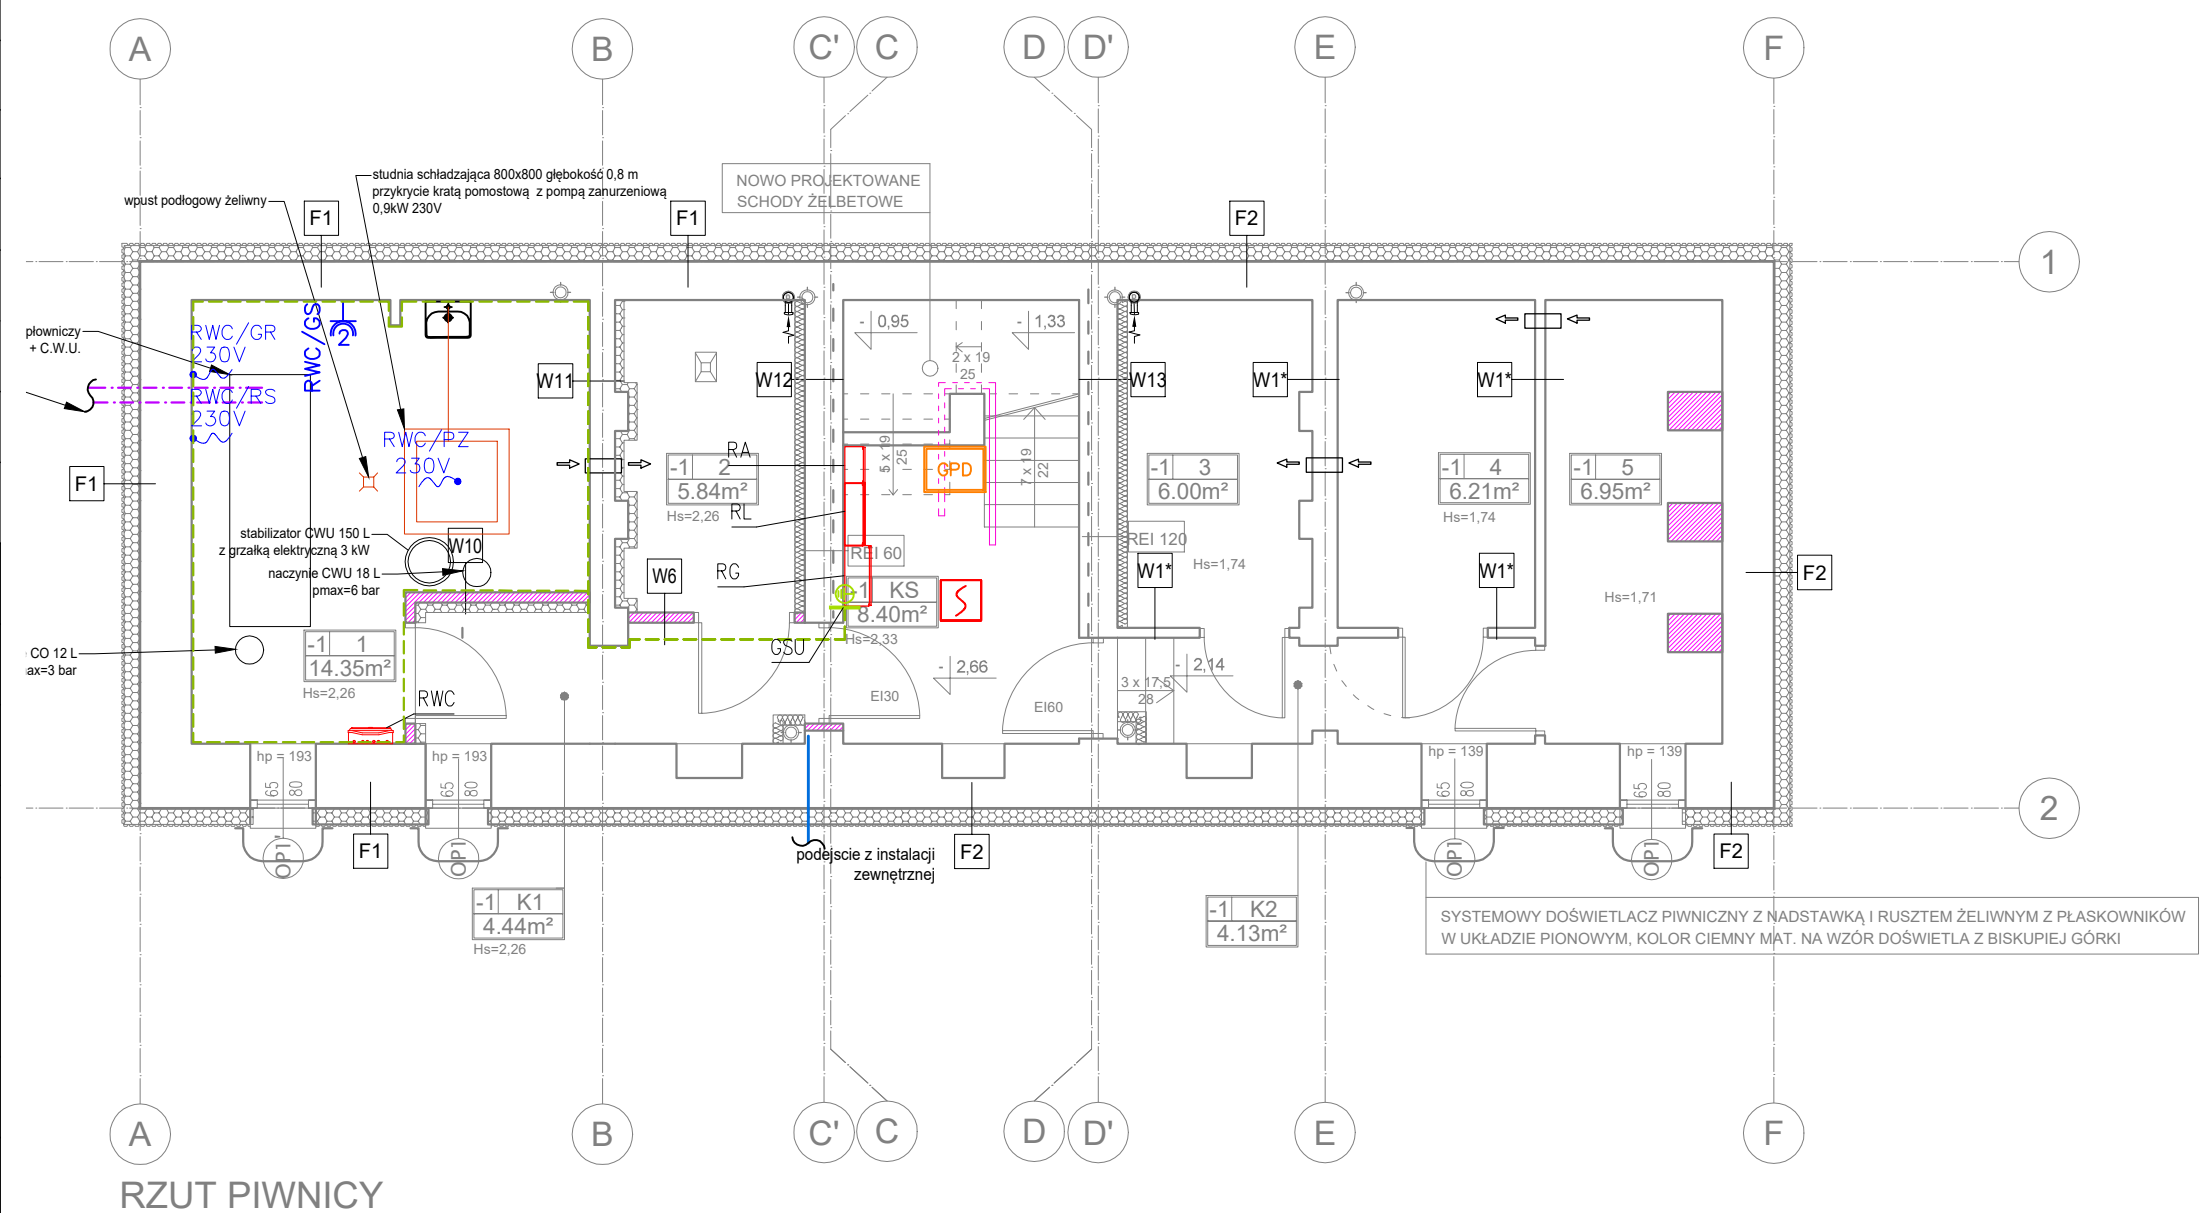 A
B
C'
C
D
D'
E
F
studnia schładzająca 800x800 głębokość 0,8 m
przykrycie kratą pomostową z pompą zanurzeniową
0,9kW 230V
wpust podłogowy żeliwny
NOWO PROJEKTOWANE
SCHODY ŻELBETOWE
F1
F1
F2
1
płowniczy
+ C.W.U.
RWC/GR
230V
RWC/GS
2
RWC/RS
230V
RWC/PZ
230V
- 0,95
- 1,33
2 x 19
25
W11
W12
W13
W1*
W1*
5 x 19
25
7 x 19
22
RA
GPD
-1 2
5.84m²
Hs=2,26
-1 3
6.00m²
-1 4
6.21m²
Hs=1,74
-1 5
6.95m²
F1
RL
stabilizator CWU 150 L
z grzałką elektryczną 3 kW
naczynie CWU 18 L
pmax=6 bar
W10
W6
RG
REI 60
REI 120
Hs=1,74
W1*
W1*
F2
Hs=1,71
-1 KS
8.40m²
Hs=2,33
GSU
CO 12 L
ax=3 bar
-1 1
14.35m²
Hs=2,26
RWC
- 2,66
- 2,14
3 x 17,5
28
EI30
EI60
hp = 193
hp = 193
hp = 139
hp = 139
65
80
65
80
65
80
65
80
2
OP1'
F1
OP1'
podejscie z instalacji
zewnętrznej
F2
OP1'
OP1'
F2
-1 K1
4.44m²
Hs=2,26
-1 K2
4.13m²
SYSTEMOWY DOŚWIETLACZ PIWNICZNY Z NADSTAWKĄ I RUSZTEM ŻELIWNYM Z PŁASKOWNIKÓW
W UKŁADZIE PIONOWYM, KOLOR CIEMNY MAT. NA WZÓR DOŚWIETLA Z BISKUPIEJ GÓRKI
A
B
C'
C
D
D'
E
F
RZUT PIWNICY